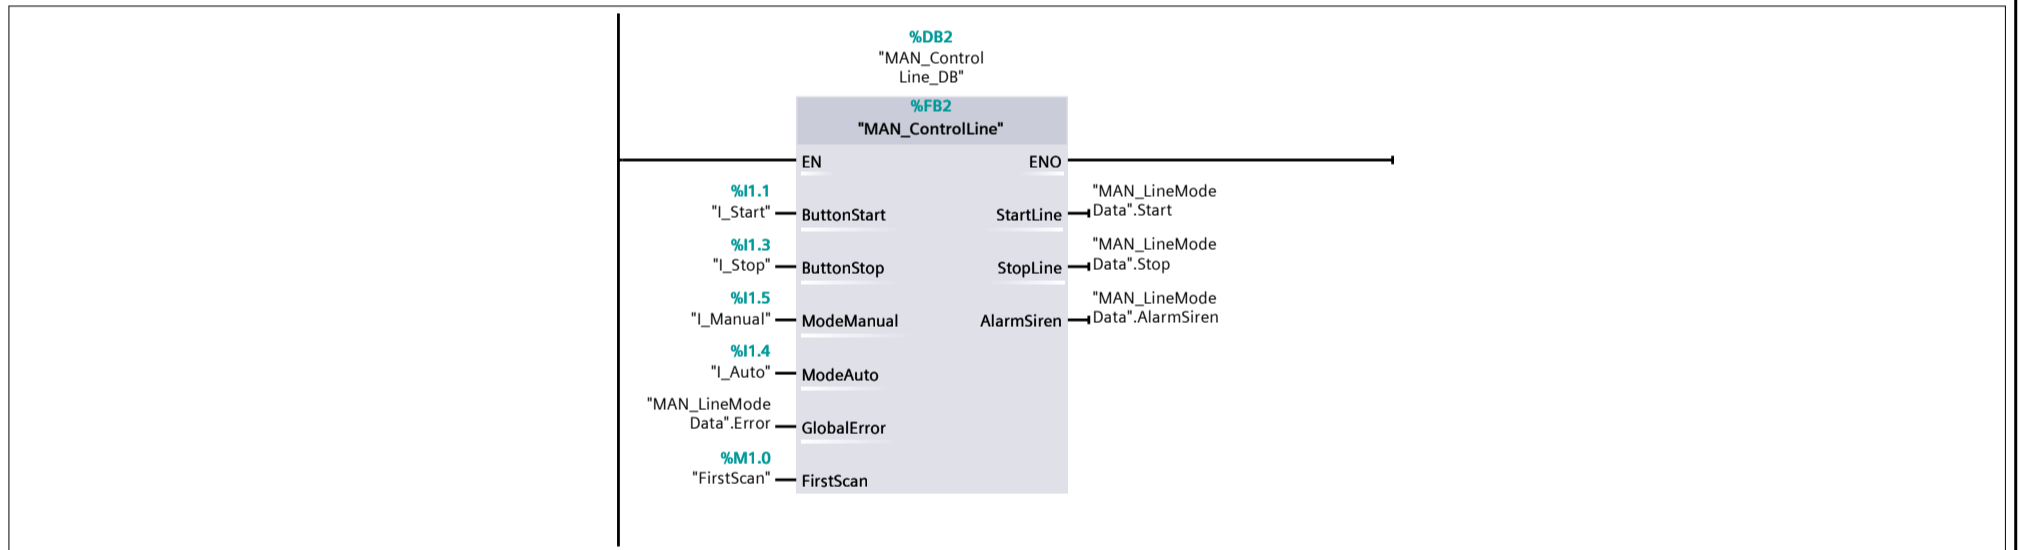 %DB2
"MAN_Control
Line_DB"
%FB2
"MAN_ControlLine"
EN
ENO
%I1.1
"I_Start"
ButtonStart
StartLine
"MAN_LineMode
Data".Start
%I1.3
"I_Stop"
ButtonStop
StopLine
"MAN_LineMode
Data".Stop
%I1.5
"I_Manual"
ModeManual
AlarmSiren
"MAN_LineMode
Data".AlarmSiren
%I1.4
"I_Auto"
ModeAuto
"MAN_LineMode
Data".Error
GlobalError
%M1.0
"FirstScan"
FirstScan